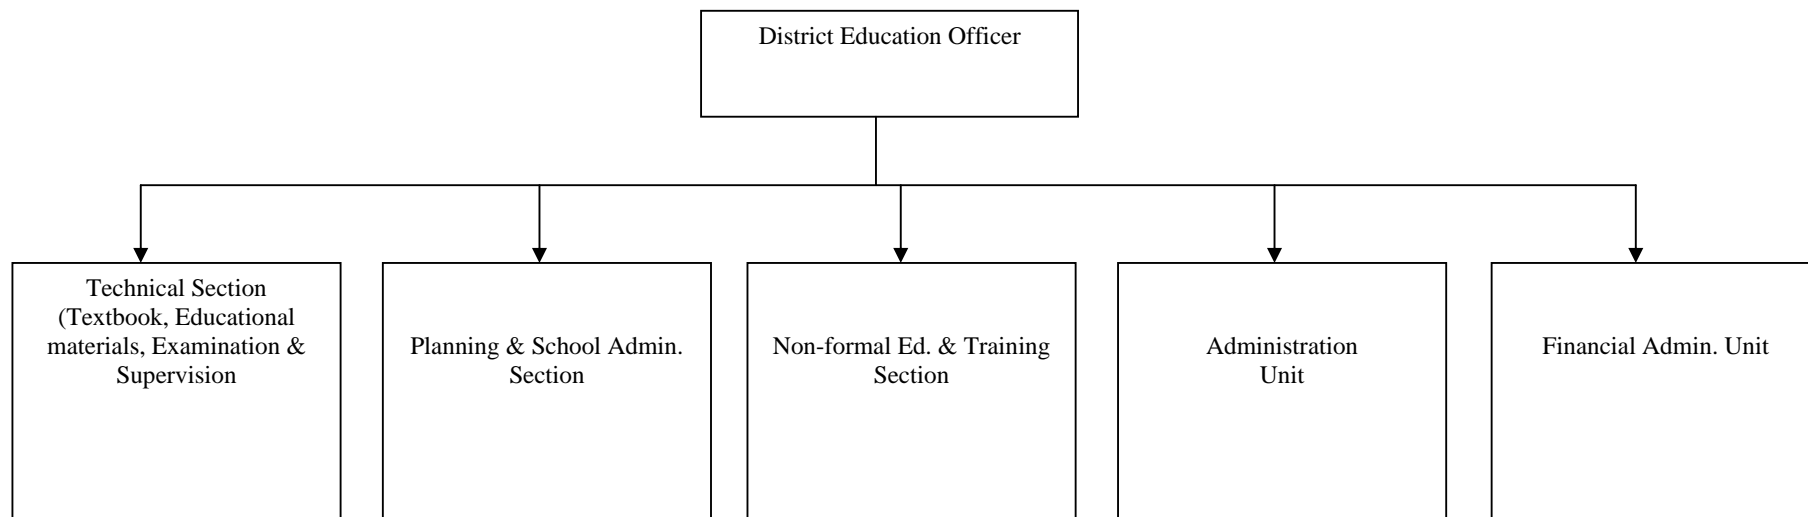 District Education Officer
Technical Section
(Textbook, Educational
materials, Examination &
Supervision
Planning & School Admin.
Section
Non-formal Ed. & Training
Section
Administration
Unit
Financial Admin. Unit